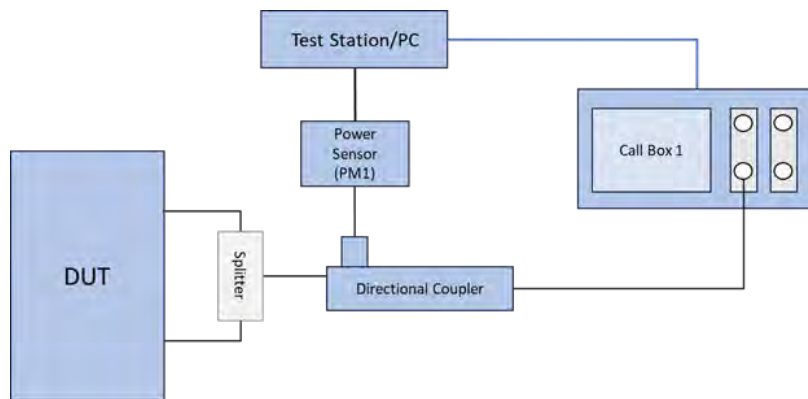 Test Station/PC
Power
Sensor
(PM1)
Call Box 1
DUT
Splitter
Directional Coupler